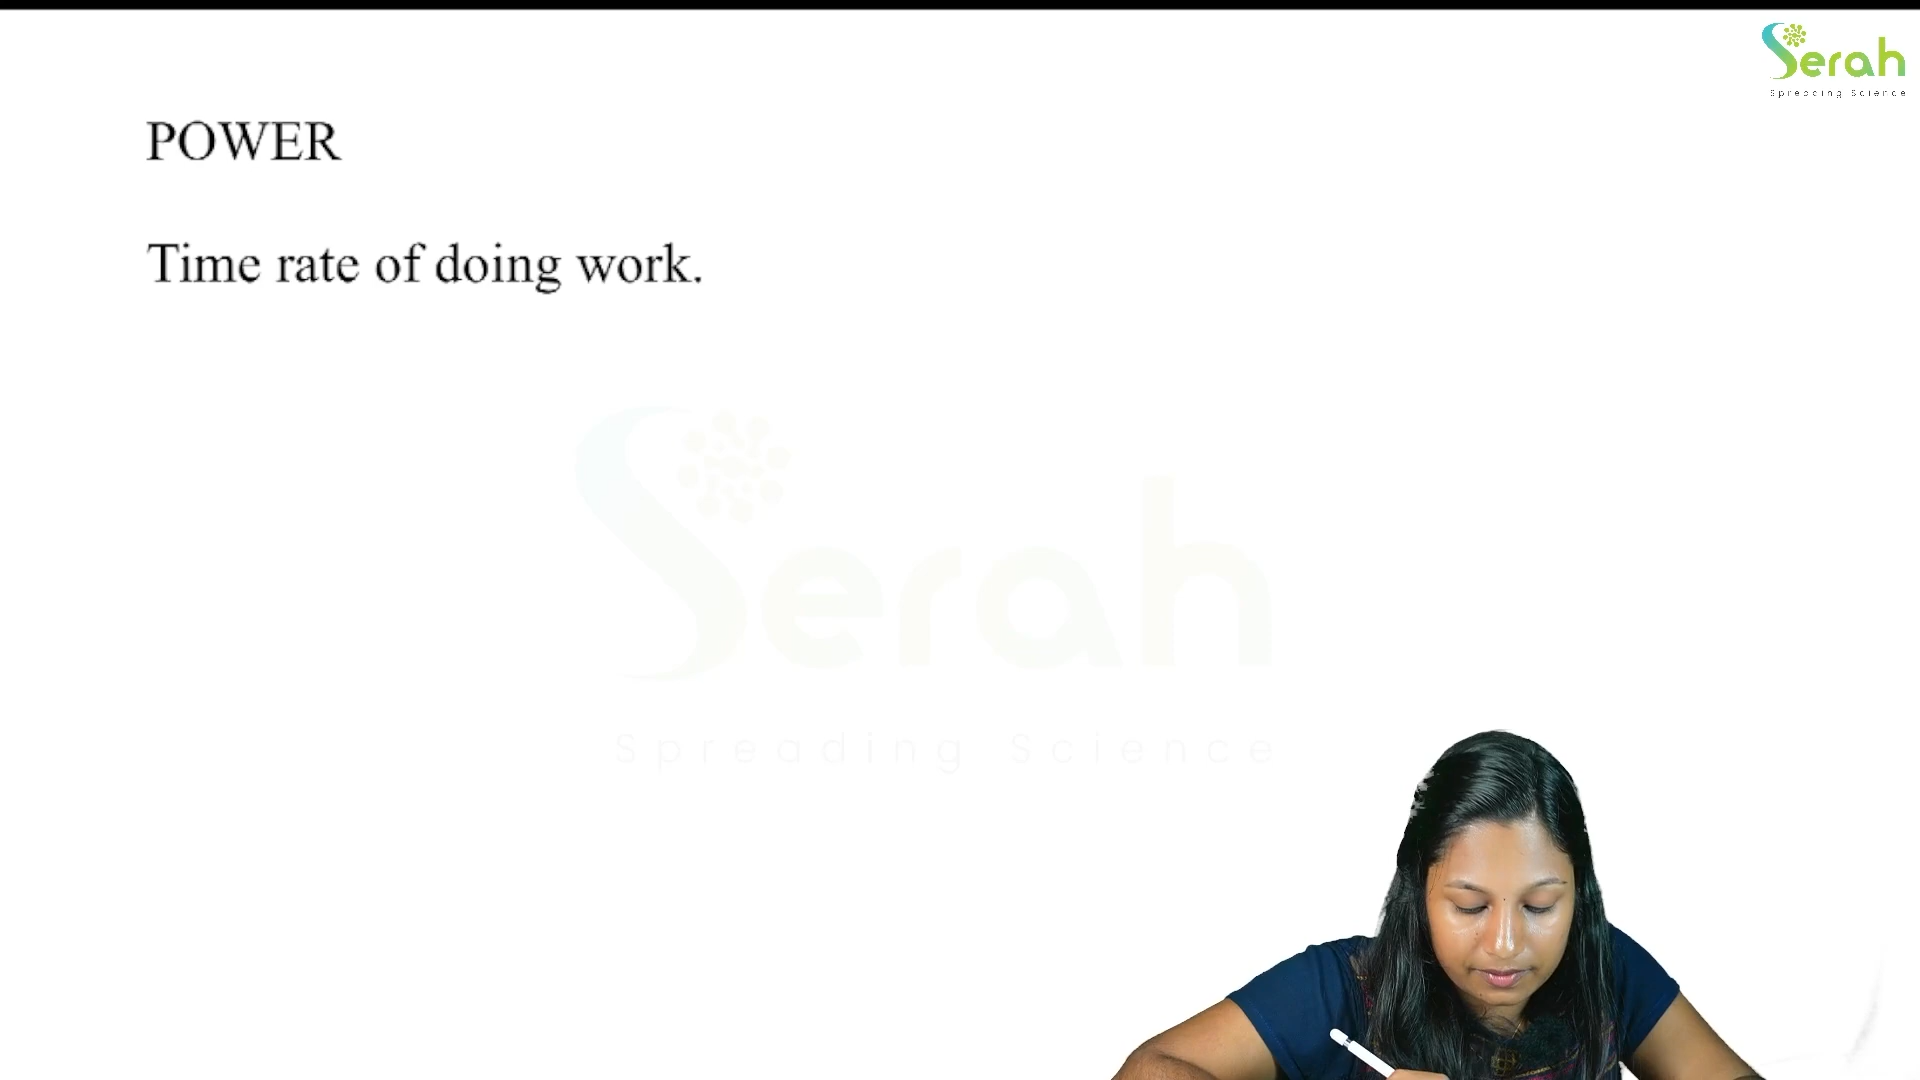 Serah
Spreading Science
POWER
Time rate of doing work.
Serah
Spreading Science